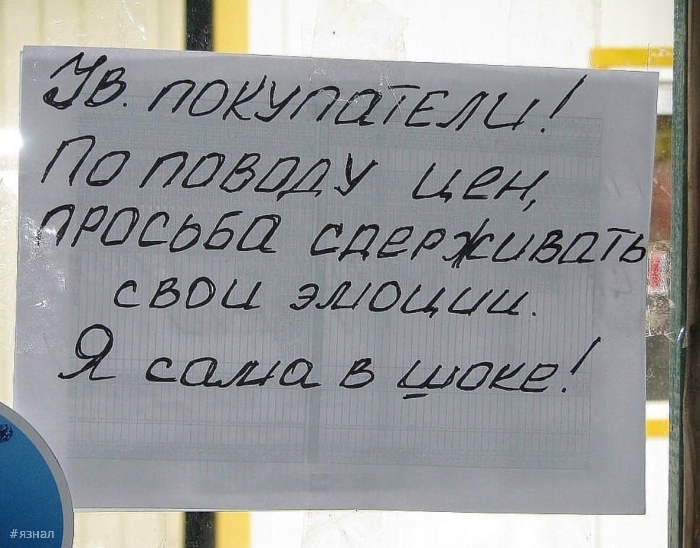 Ув. покупатели!
По поводу цен,
просьба сдерживать
свои эмоции.
Я сама в шоке!
#язнал